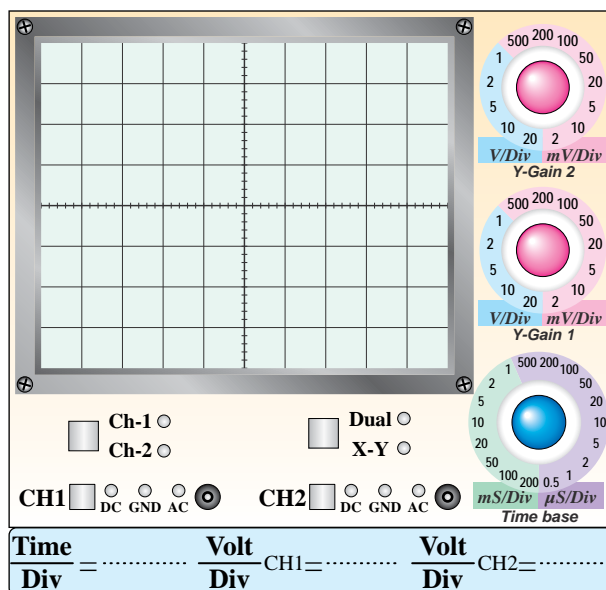 500 200 100
1 50
2 20
5 5
10 10
20 2
V/Div mV/Div
Y-Gain 2
500 200 100
1 50
2 20
5 5
10 10
20 2
V/Div mV/Div
Y-Gain 1
1 500 200
2 100
5 50
20
10 10
20 5
50 2
100 200 0.5 1
mS/Div µS/Div
Time base
Ch-1
Ch-2
Dual
X-Y
CH1 DC GND AC
CH2 DC GND AC
Time Volt Volt
Div = ............ Div CH1= ............ Div CH2= ............